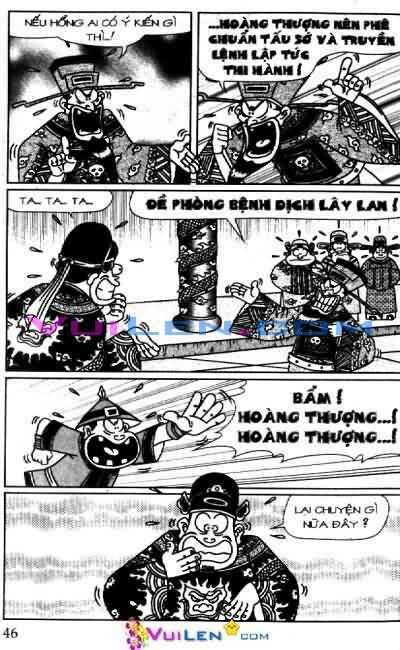 NẾU HỔNG AI CÓ Ý KIẾN GÌ
THÌ...!
...HOÀNG THƯỢNG NÊN PHÊ
CHUẨN TẤU SỚ VÀ TRUYỀN
LỆNH LẬP TỨC
THI HÀNH!
TA... TA... TA...
ĐỀ PHÒNG BỆNH DỊCH LÂY LAN!
VUILEN.COM
BẨM!
HOÀNG THƯỢNG...!
HOÀNG THƯỢNG...!
LẠI CHUYỆN GÌ
NỮA ĐÂY?
46
VUILEN.COM